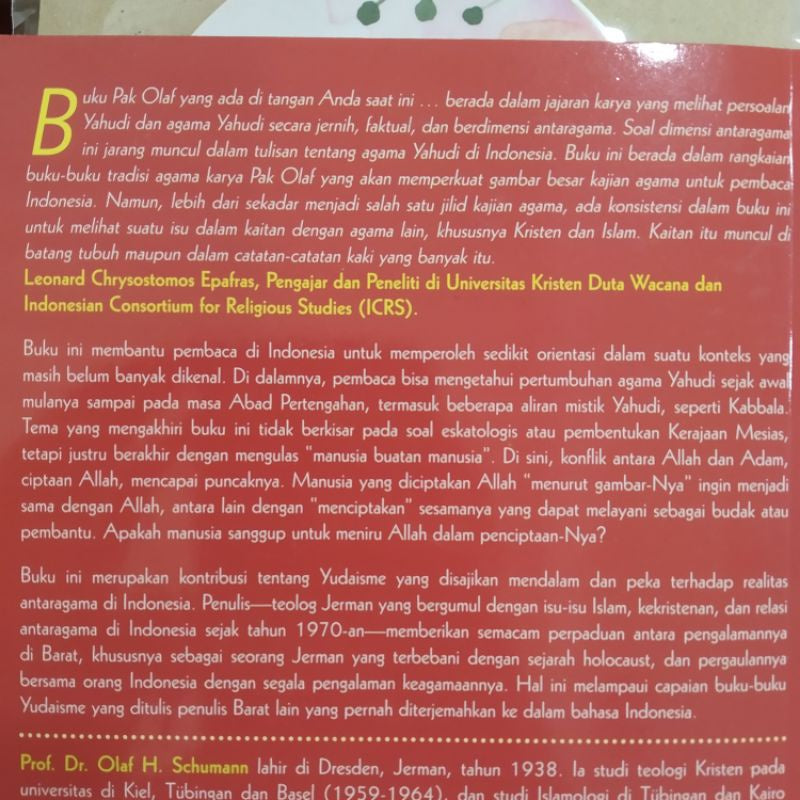 Buku Pak Olaf yang ada di tangan Anda saat ini ... berada dalam jajaran karya yang melihat persoalan
Yahudi dan agama Yahudi secara jernih, faktual, dan berdimensi antaragama. Soal dimensi antaragama
ini jarang muncul dalam tulisan tentang agama Yahudi di Indonesia. Buku ini berada dalam rangkaian
buku-buku tradisi agama karya Pak Olaf yang akan memperkuat gambar besar kajian agama untuk pembaca
Indonesia. Namun, lebih dari sekadar menjadi salah satu jilid kajian agama, ada konsistensi dalam buku ini
untuk melihat suatu isu dalam kaitan dengan agama lain, khususnya Kristen dan Islam. Kaitan itu muncul di
batang tubuh maupun dalam catatan-catatan kaki yang banyak itu.
Leonard Chrysostomos Epafras, Pengajar dan Peneliti di Universitas Kristen Duta Wacana dan
Indonesian Consortium for Religious Studies (ICRS).
Buku ini membantu pembaca di Indonesia untuk memperoleh sedikit orientasi dalam suatu konteks yang
masih belum banyak dikenal. Di dalamnya, pembaca bisa mengetahui pertumbuhan agama Yahudi sejak awal
mulanya sampai pada masa Abad Pertengahan, termasuk beberapa aliran mistik Yahudi, seperti Kabbala.
Tema yang mengakhiri buku ini tidak berkisar pada soal eskatologis atau pembentukan Kerajaan Mesias,
tetapi justru berakhir dengan mengulas "manusia buatan manusia". Di sini, konflik antara Allah dan Adam,
ciptaan Allah, mencapai puncaknya. Manusia yang diciptakan Allah "menurut gambar-Nya" ingin menjadi
sama dengan Allah, antara lain dengan "menciptakan" sesamanya yang dapat melayani sebagai budak atau
pembantu. Apakah manusia sanggup untuk meniru Allah dalam penciptaan-Nya?
Buku ini merupakan kontribusi tentang Yudaisme yang disajikan mendalam dan peka terhadap realitas
antaragama di Indonesia. Penulis—teolog Jerman yang bergumul dengan isu-isu Islam, kekristenan, dan relasi
antaragama di Indonesia sejak tahun 1970-an—memberikan semacam perpaduan antara pengalamannya
di Barat, khususnya sebagai seorang Jerman yang terbebani dengan sejarah holocaust, dan pergaulannya
bersama orang Indonesia dengan segala pengalaman keagamaannya. Hal ini melampaui capaian buku-buku
Yudaisme yang ditulis penulis Barat lain yang pernah diterjemahkan ke dalam bahasa Indonesia.
Prof. Dr. Olaf H. Schumann lahir di Dresden, Jerman, tahun 1938. Ia studi teologi Kristen pada
universitas di Kiel, Tübingan dan Basel (1959-1964), dan studi Islamologi di Tübingan dan Kairo